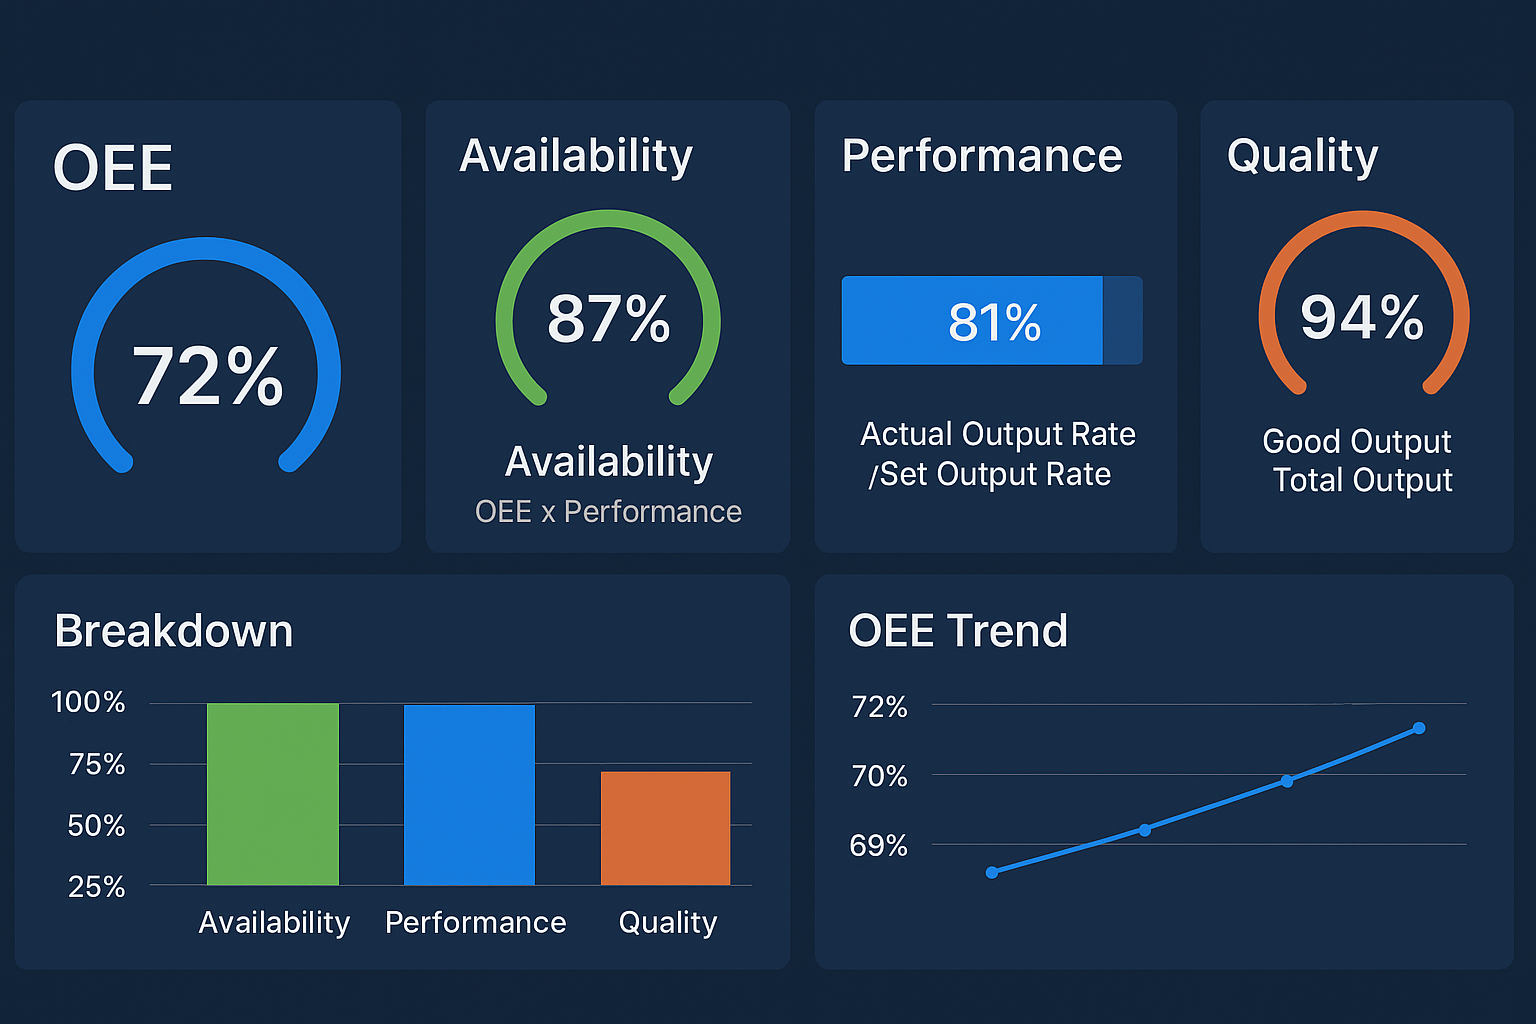 OEE
72%
Availability
87%
Availability
OEE x Performance
Performance
81%
Actual Output Rate
/Set Output Rate
Quality
94%
Good Output
Total Output
Breakdown
100%
75%
50%
25%
Availability
Performance
Quality
OEE Trend
72%
70%
69%